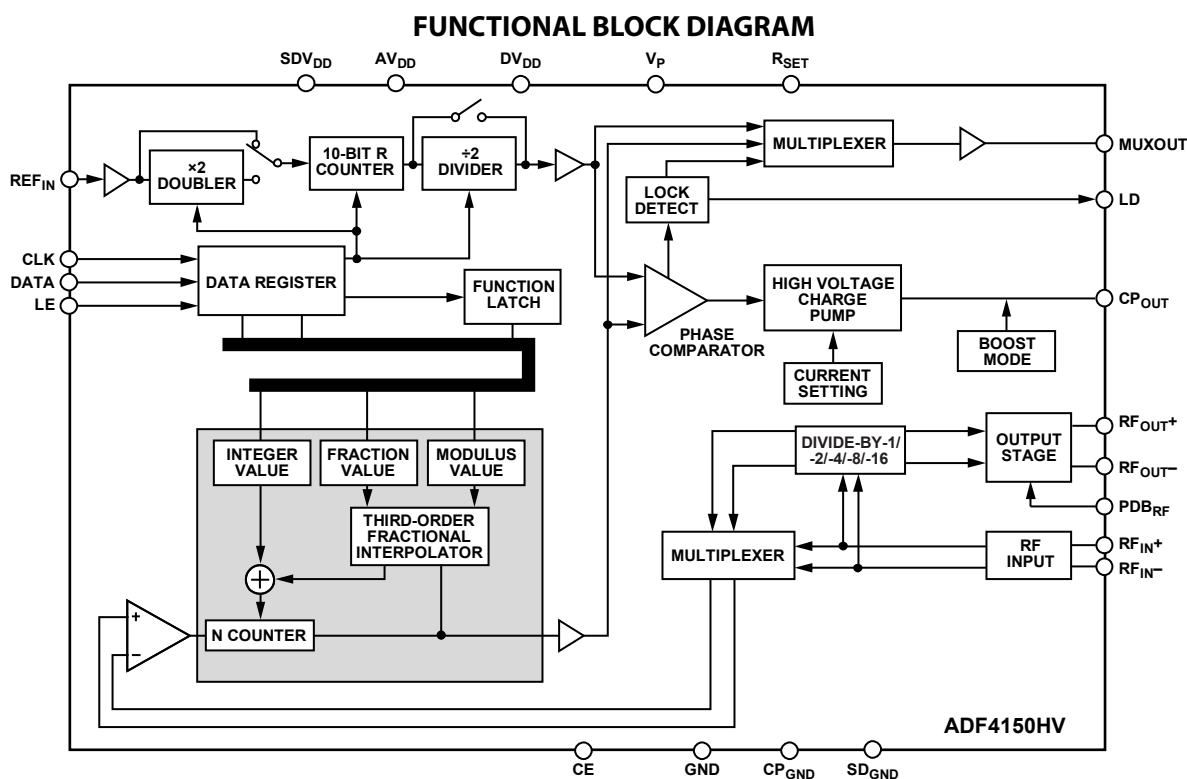 FUNCTIONAL BLOCK DIAGRAM
SDVDD
AVDD
DVDD
VP
RSET
REFIN
×2
DOUBLER
10-BIT R
COUNTER
÷2
DIVIDER
MULTIPLEXER
MUXOUT
LOCK
DETECT
LD
CLK
DATA
LE
DATA REGISTER
FUNCTION
LATCH
PHASE
COMPARATOR
HIGH VOLTAGE
CHARGE
PUMP
CPOUT
CURRENT
SETTING
BOOST
MODE
INTEGER
VALUE
FRACTION
VALUE
MODULUS
VALUE
THIRD-ORDER
FRACTIONAL
INTERPOLATOR
+
N COUNTER
+
−
DIVIDE-BY-1/
-2/-4/-8/-16
OUTPUT
STAGE
RFOUT+
RFOUT−
PDBRF
MULTIPLEXER
RF
INPUT
RFIN+
RFIN−
ADF4150HV
CE
GND
CPGND
SDGND